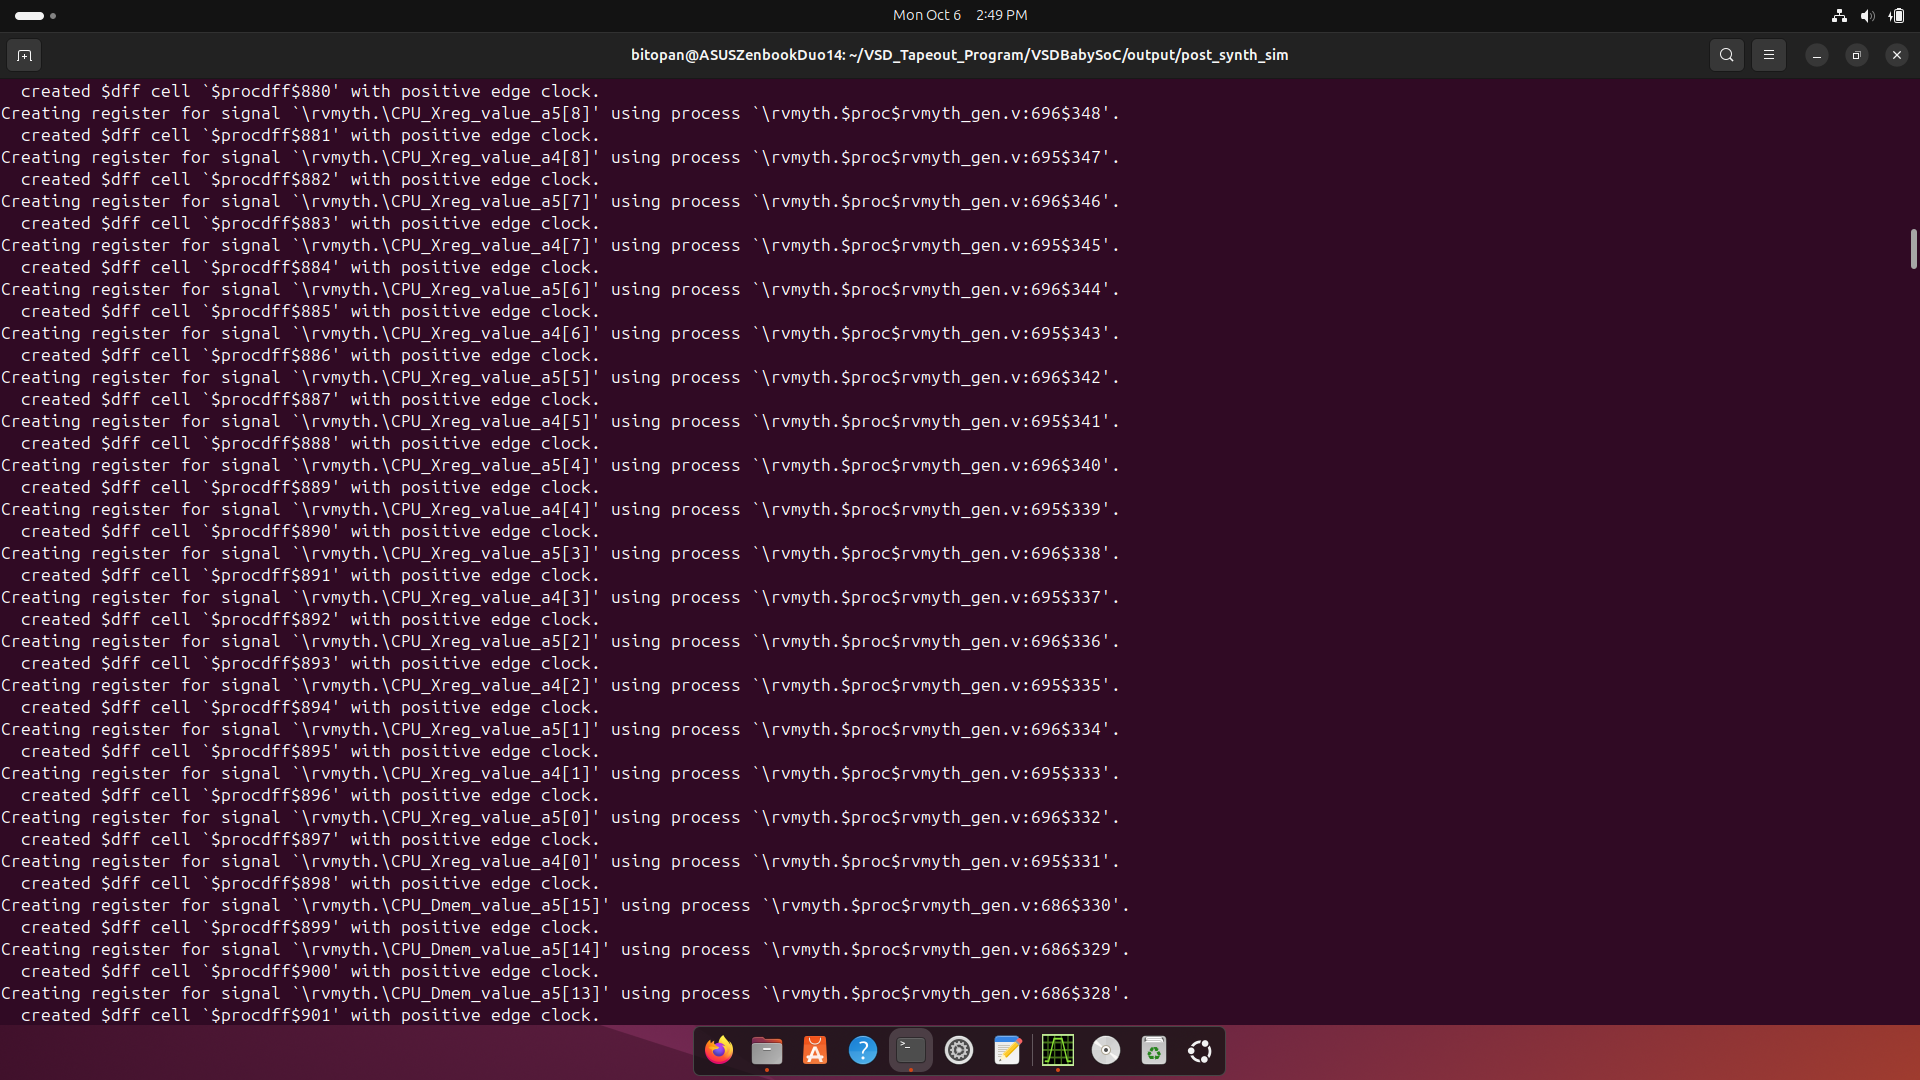 Mon Oct 6 2:49 PM
bitopan@ASUSZenbookDuo14: ~/VSD_Tapeout_Program/VSDBabySoC/output/post_synth_sim
created $dff cell `$procdff$880' with positive edge clock.
Creating register for signal `\rvmyth.\CPU_Xreg_value_a5[8]' using process `\rvmyth.$proc$rvmyth_gen.v:696$348'.
created $dff cell `$procdff$881' with positive edge clock.
Creating register for signal `\rvmyth.\CPU_Xreg_value_a4[8]' using process `\rvmyth.$proc$rvmyth_gen.v:695$347'.
created $dff cell `$procdff$882' with positive edge clock.
Creating register for signal `\rvmyth.\CPU_Xreg_value_a5[7]' using process `\rvmyth.$proc$rvmyth_gen.v:696$346'.
created $dff cell `$procdff$883' with positive edge clock.
Creating register for signal `\rvmyth.\CPU_Xreg_value_a4[7]' using process `\rvmyth.$proc$rvmyth_gen.v:695$345'.
created $dff cell `$procdff$884' with positive edge clock.
Creating register for signal `\rvmyth.\CPU_Xreg_value_a5[6]' using process `\rvmyth.$proc$rvmyth_gen.v:696$344'.
created $dff cell `$procdff$885' with positive edge clock.
Creating register for signal `\rvmyth.\CPU_Xreg_value_a4[6]' using process `\rvmyth.$proc$rvmyth_gen.v:695$343'.
created $dff cell `$procdff$886' with positive edge clock.
Creating register for signal `\rvmyth.\CPU_Xreg_value_a5[5]' using process `\rvmyth.$proc$rvmyth_gen.v:696$342'.
created $dff cell `$procdff$887' with positive edge clock.
Creating register for signal `\rvmyth.\CPU_Xreg_value_a4[5]' using process `\rvmyth.$proc$rvmyth_gen.v:695$341'.
created $dff cell `$procdff$888' with positive edge clock.
Creating register for signal `\rvmyth.\CPU_Xreg_value_a5[4]' using process `\rvmyth.$proc$rvmyth_gen.v:696$340'.
created $dff cell `$procdff$889' with positive edge clock.
Creating register for signal `\rvmyth.\CPU_Xreg_value_a4[4]' using process `\rvmyth.$proc$rvmyth_gen.v:695$339'.
created $dff cell `$procdff$890' with positive edge clock.
Creating register for signal `\rvmyth.\CPU_Xreg_value_a5[3]' using process `\rvmyth.$proc$rvmyth_gen.v:696$338'.
created $dff cell `$procdff$891' with positive edge clock.
Creating register for signal `\rvmyth.\CPU_Xreg_value_a4[3]' using process `\rvmyth.$proc$rvmyth_gen.v:695$337'.
created $dff cell `$procdff$892' with positive edge clock.
Creating register for signal `\rvmyth.\CPU_Xreg_value_a5[2]' using process `\rvmyth.$proc$rvmyth_gen.v:696$336'.
created $dff cell `$procdff$893' with positive edge clock.
Creating register for signal `\rvmyth.\CPU_Xreg_value_a4[2]' using process `\rvmyth.$proc$rvmyth_gen.v:695$335'.
created $dff cell `$procdff$894' with positive edge clock.
Creating register for signal `\rvmyth.\CPU_Xreg_value_a5[1]' using process `\rvmyth.$proc$rvmyth_gen.v:696$334'.
created $dff cell `$procdff$895' with positive edge clock.
Creating register for signal `\rvmyth.\CPU_Xreg_value_a4[1]' using process `\rvmyth.$proc$rvmyth_gen.v:695$333'.
created $dff cell `$procdff$896' with positive edge clock.
Creating register for signal `\rvmyth.\CPU_Xreg_value_a5[0]' using process `\rvmyth.$proc$rvmyth_gen.v:696$332'.
created $dff cell `$procdff$897' with positive edge clock.
Creating register for signal `\rvmyth.\CPU_Xreg_value_a4[0]' using process `\rvmyth.$proc$rvmyth_gen.v:695$331'.
created $dff cell `$procdff$898' with positive edge clock.
Creating register for signal `\rvmyth.\CPU_Dmem_value_a5[15]' using process `\rvmyth.$proc$rvmyth_gen.v:686$330'.
created $dff cell `$procdff$899' with positive edge clock.
Creating register for signal `\rvmyth.\CPU_Dmem_value_a5[14]' using process `\rvmyth.$proc$rvmyth_gen.v:686$329'.
created $dff cell `$procdff$900' with positive edge clock.
Creating register for signal `\rvmyth.\CPU_Dmem_value_a5[13]' using process `\rvmyth.$proc$rvmyth_gen.v:686$328'.
created $dff cell `$procdff$901' with positive edge clock.